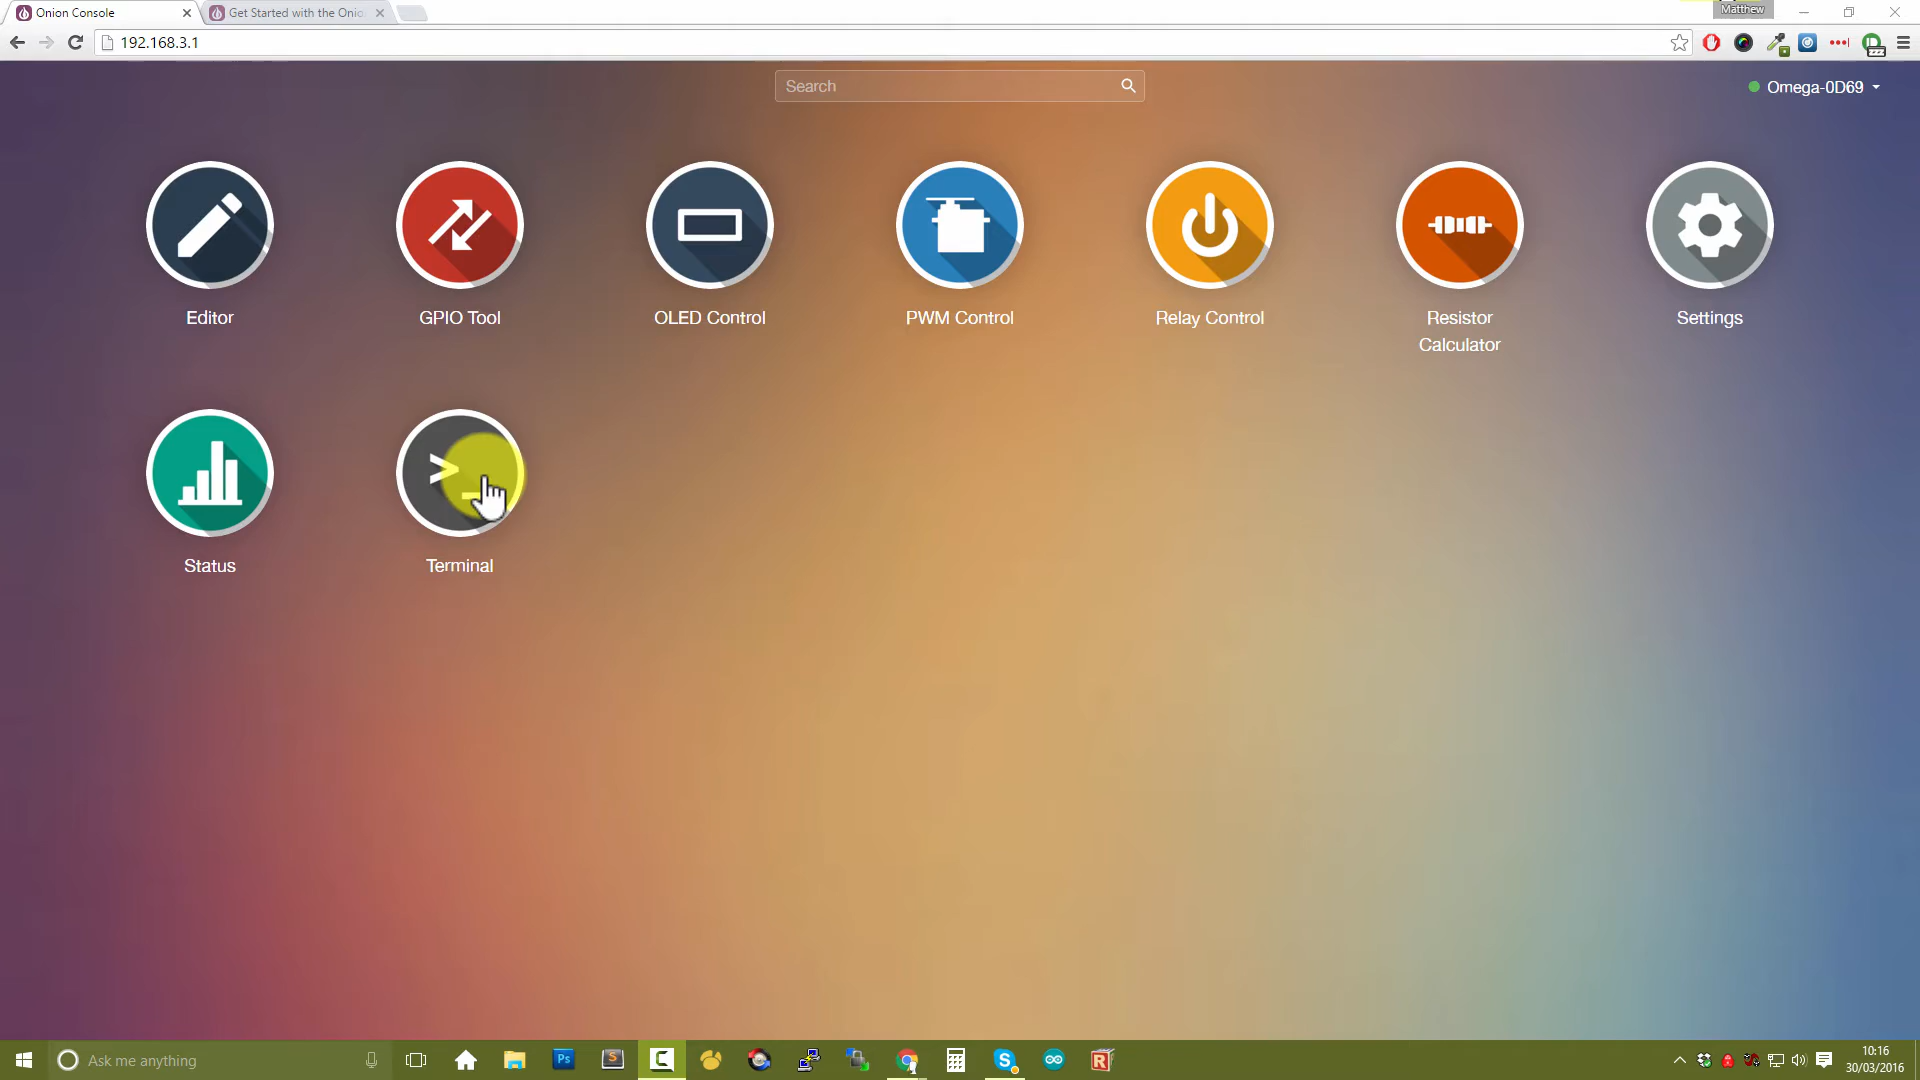 Onion Console
Get Started with the Onio
Matthew
192.168.3.1
Search
Omega-0D69
Editor
GPIO Tool
OLED Control
PWM Control
Relay Control
Resistor
Calculator
Settings
>_
Status
Terminal
Ask me anything
Ps
S
C
S
R
10:16
30/03/2016